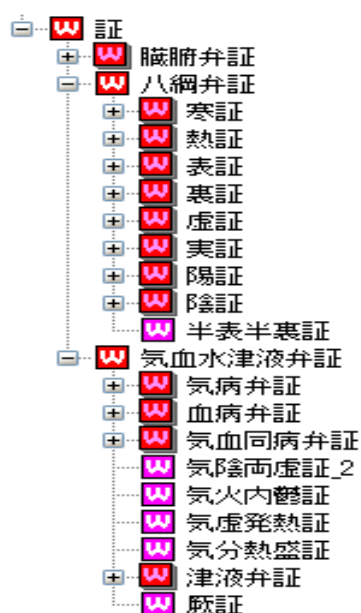 証
臓腑弁証
八綱弁証
寒証
熱証
表証
裏証
虚証
実証
陽証
陰証
半表半裏証
気血水津液弁証
気病弁証
血病弁証
気血同病弁証
気陰両虚証_2
気火内鬱証
気虚発熱証
気分熱盛証
津液弁証
厥証